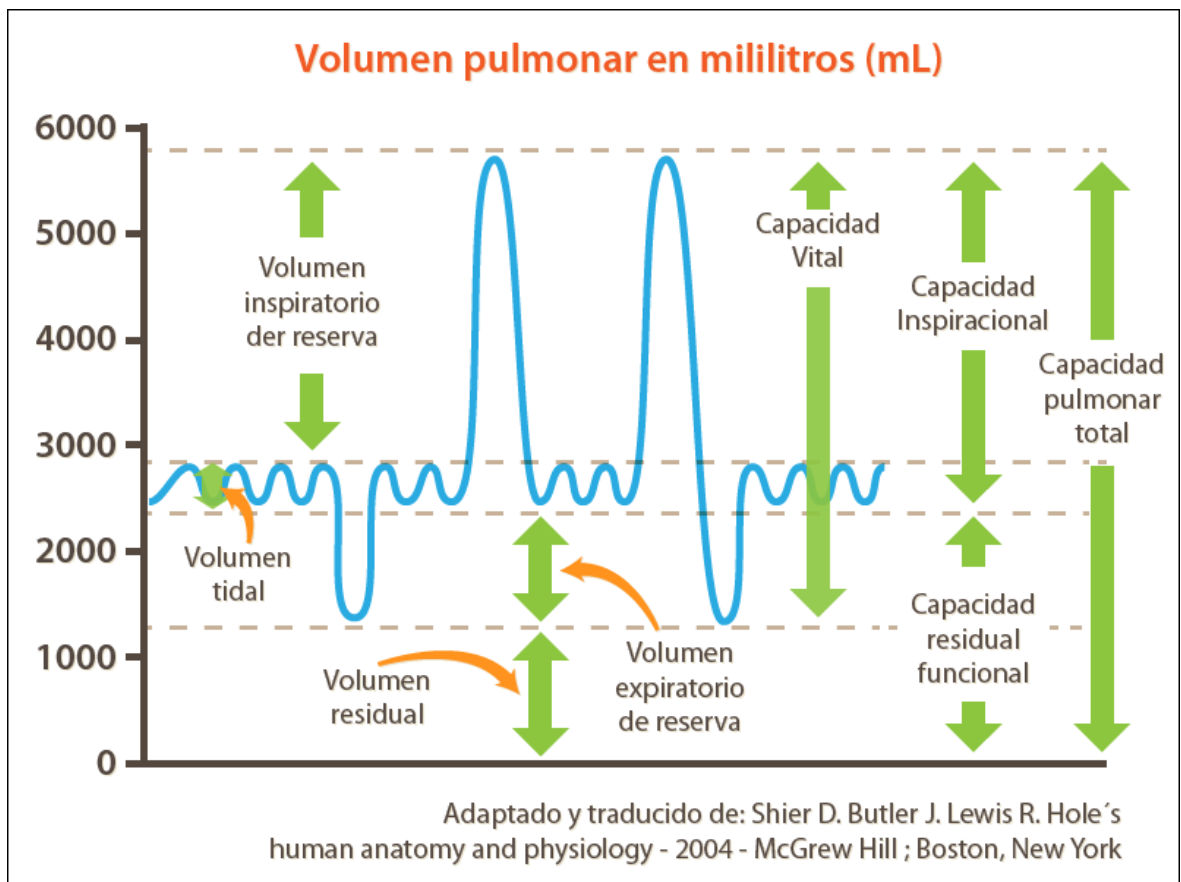 Volumen pulmonar en mililitros (mL)
6000
5000
4000
3000
2000
1000
0
Volumen
inspiratorio
der reserva
Volumen
tidal
Volumen
residual
Volumen
expiratorio
de reserva
Capacidad
Vital
Capacidad
Inspiracional
Capacidad
residual
funcional
Capacidad
pulmonar
total
Adaptado y traducido de: Shier D. Butler J. Lewis R. Hole´s
human anatomy and physiology - 2004 - McGrew Hill ; Boston, New York